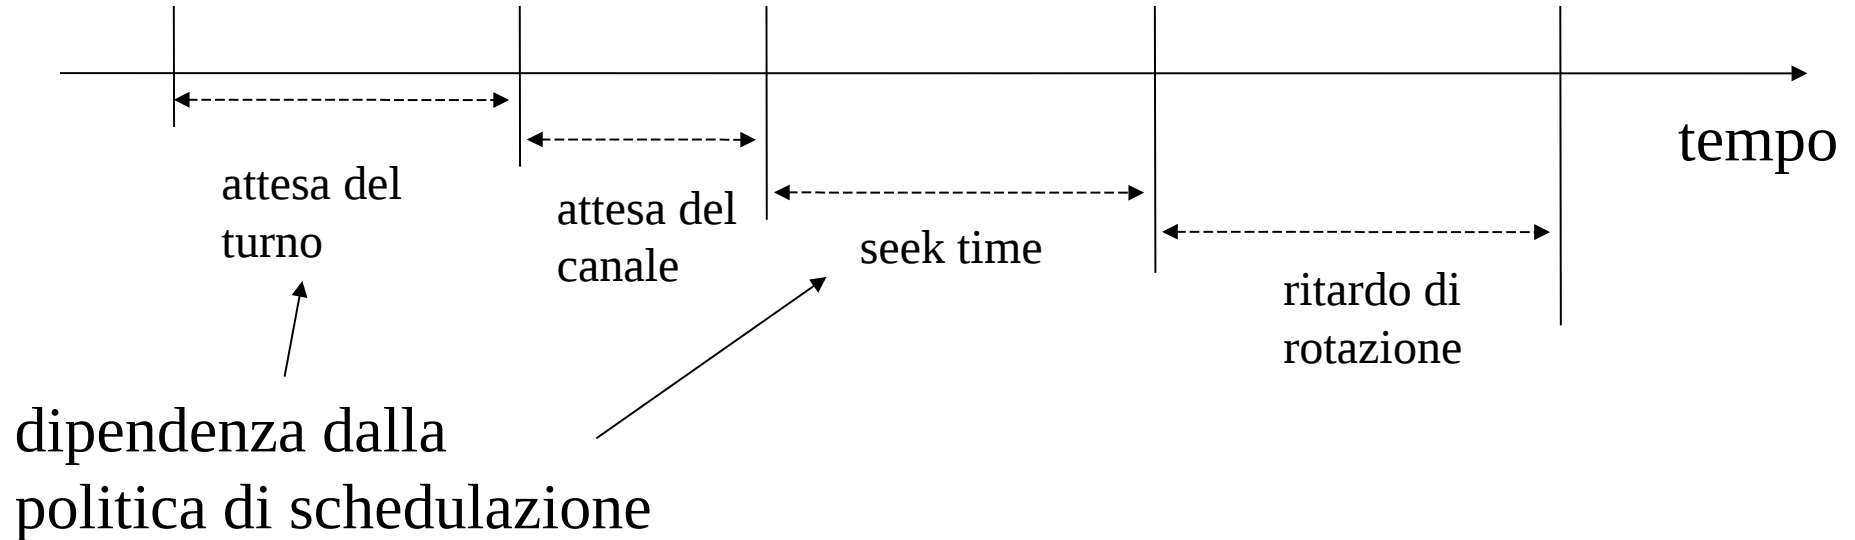 tempo
attesa del
turno
attesa del
canale
seek time
ritardo di
rotazione
dipendenza dalla
politica di schedulazione